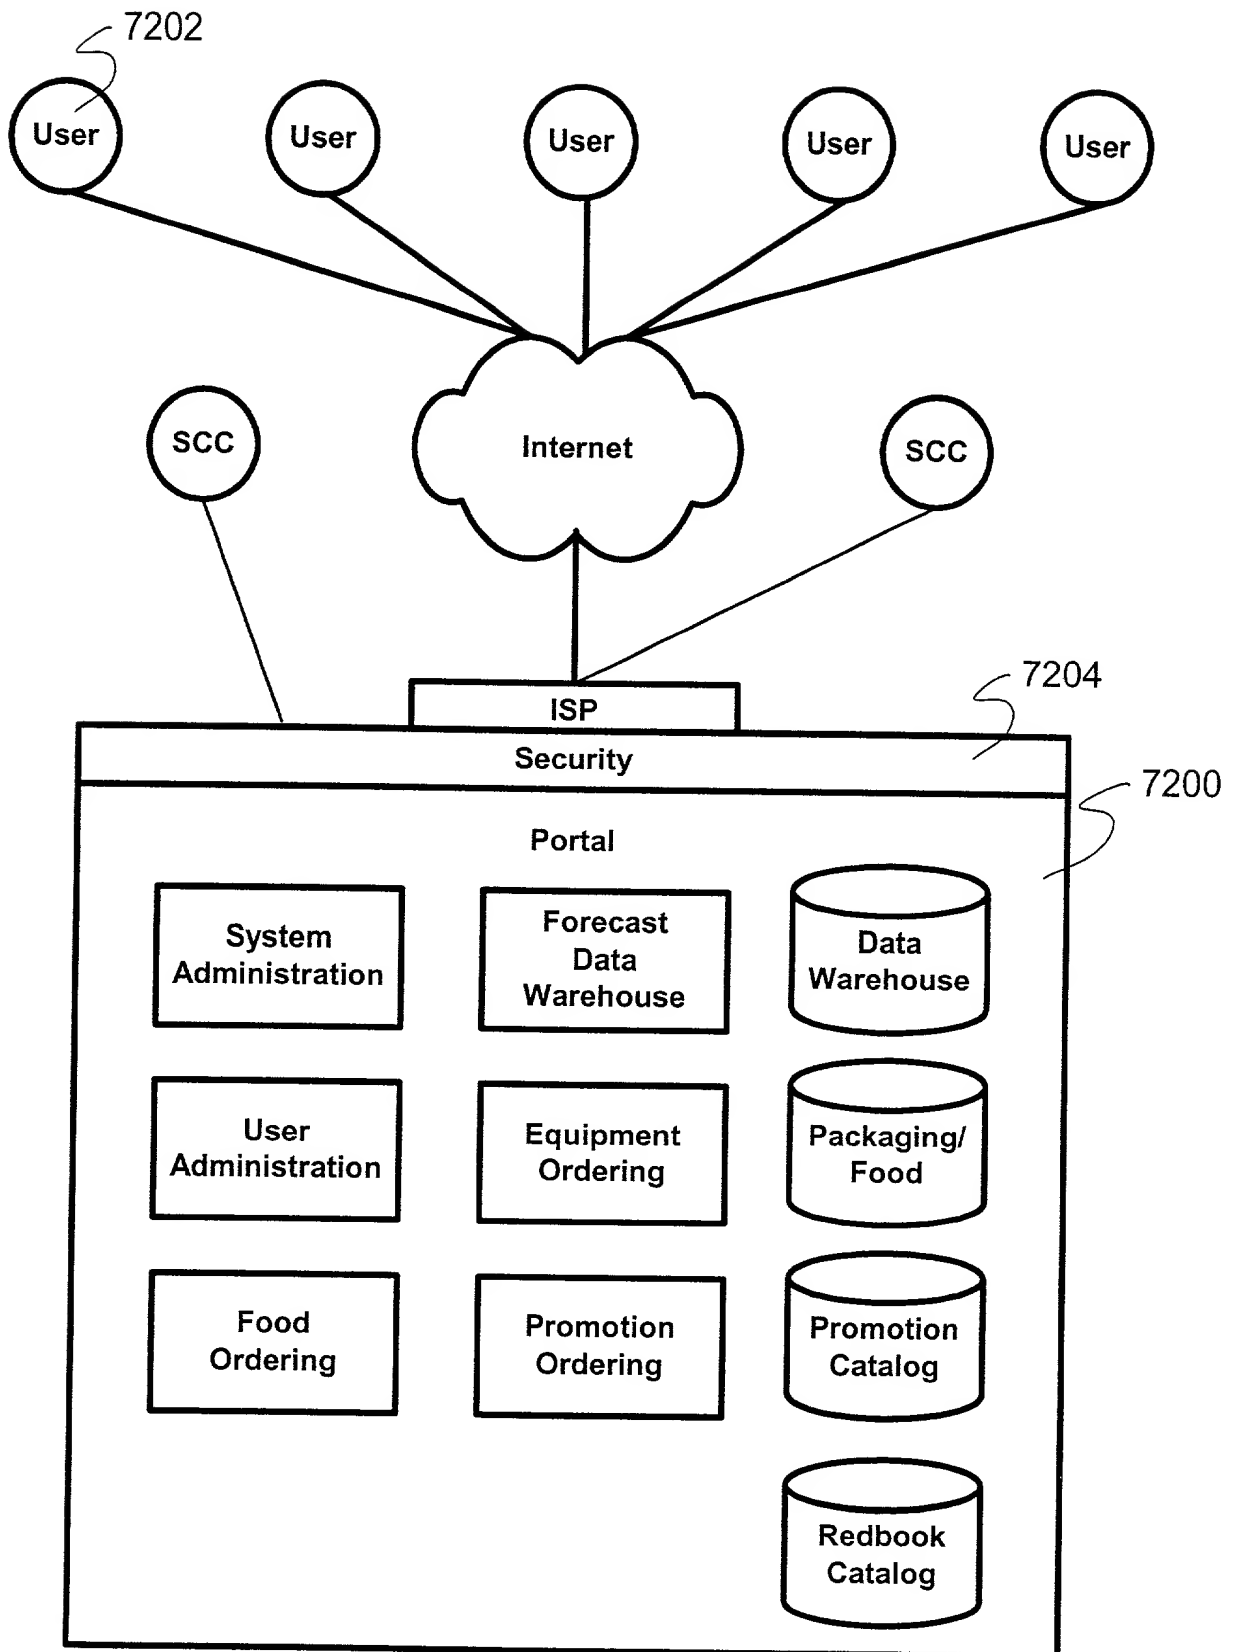 7202
User
User
User
User
User
SCC
Internet
SCC
ISP
7204
Security
7200
Portal
System
Administration
Forecast
Data
Warehouse
Data
Warehouse
User
Administration
Equipment
Ordering
Packaging/
Food
Food
Ordering
Promotion
Ordering
Promotion
Catalog
Redbook
Catalog